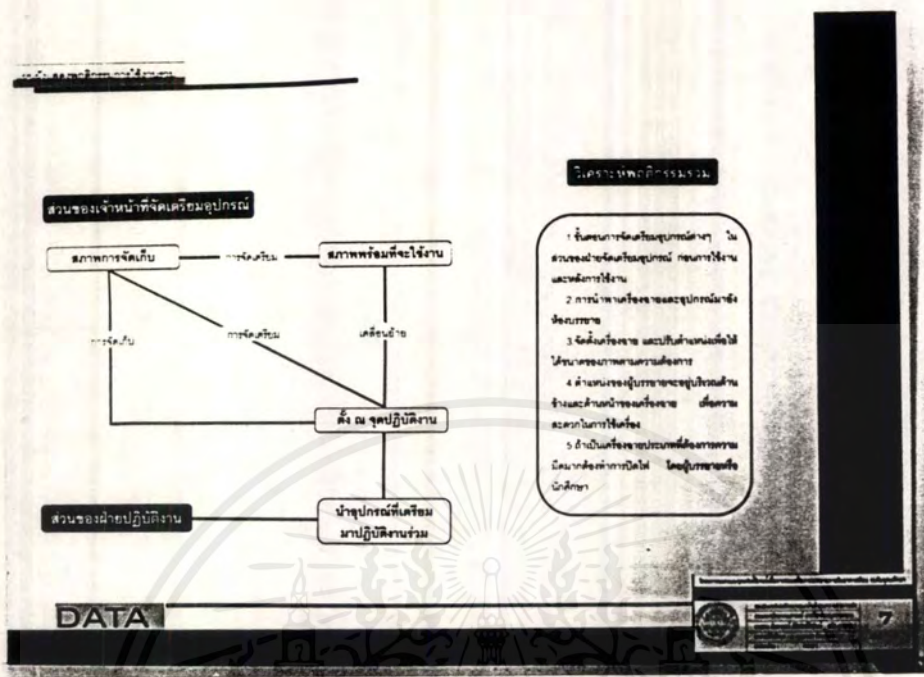 ส่วนของเจ้าหน้าที่จัดเตรียมอุปกรณ์
สภาพการจัดเก็บ
การจัดเตรียม
สภาพพร้อมที่จะใช้งาน
การจัดเก็บ
การจัดเตรียม
เคลื่อนย้าย
ตั้ง ณ จุดปฏิบัติงาน
ส่วนของฝ่ายปฏิบัติงาน
นำอุปกรณ์ที่เตรียม
มาปฏิบัติงานร่วม
วิเคราะห์พฤติกรรมรวม
1 ขั้นตอนการจัดเตรียมอุปกรณ์ต่างๆ ใน
ส่วนของฝ่ายจัดเตรียมอุปกรณ์ ก่อนการใช้งาน
และหลังการใช้งาน
2 การนำพาเครื่องฉายและอุปกรณ์มายัง
ห้องบรรยาย
3 จัดตั้งเครื่องฉาย และปรับตำแหน่งเพื่อให้
ได้ขนาดของภาพตามความต้องการ
4 ตำแหน่งของผู้บรรยายจะอยู่บริเวณด้าน
ข้างและด้านหน้าของเครื่องฉาย เพื่อความ
สะดวกในการใช้เครื่อง
5 ถ้าเป็นเครื่องฉายประเภทที่ต้องการความ
มืดมากต้องทำการปิดไฟ โดยผู้บรรยายหรือ
นักศึกษา
DATA
7